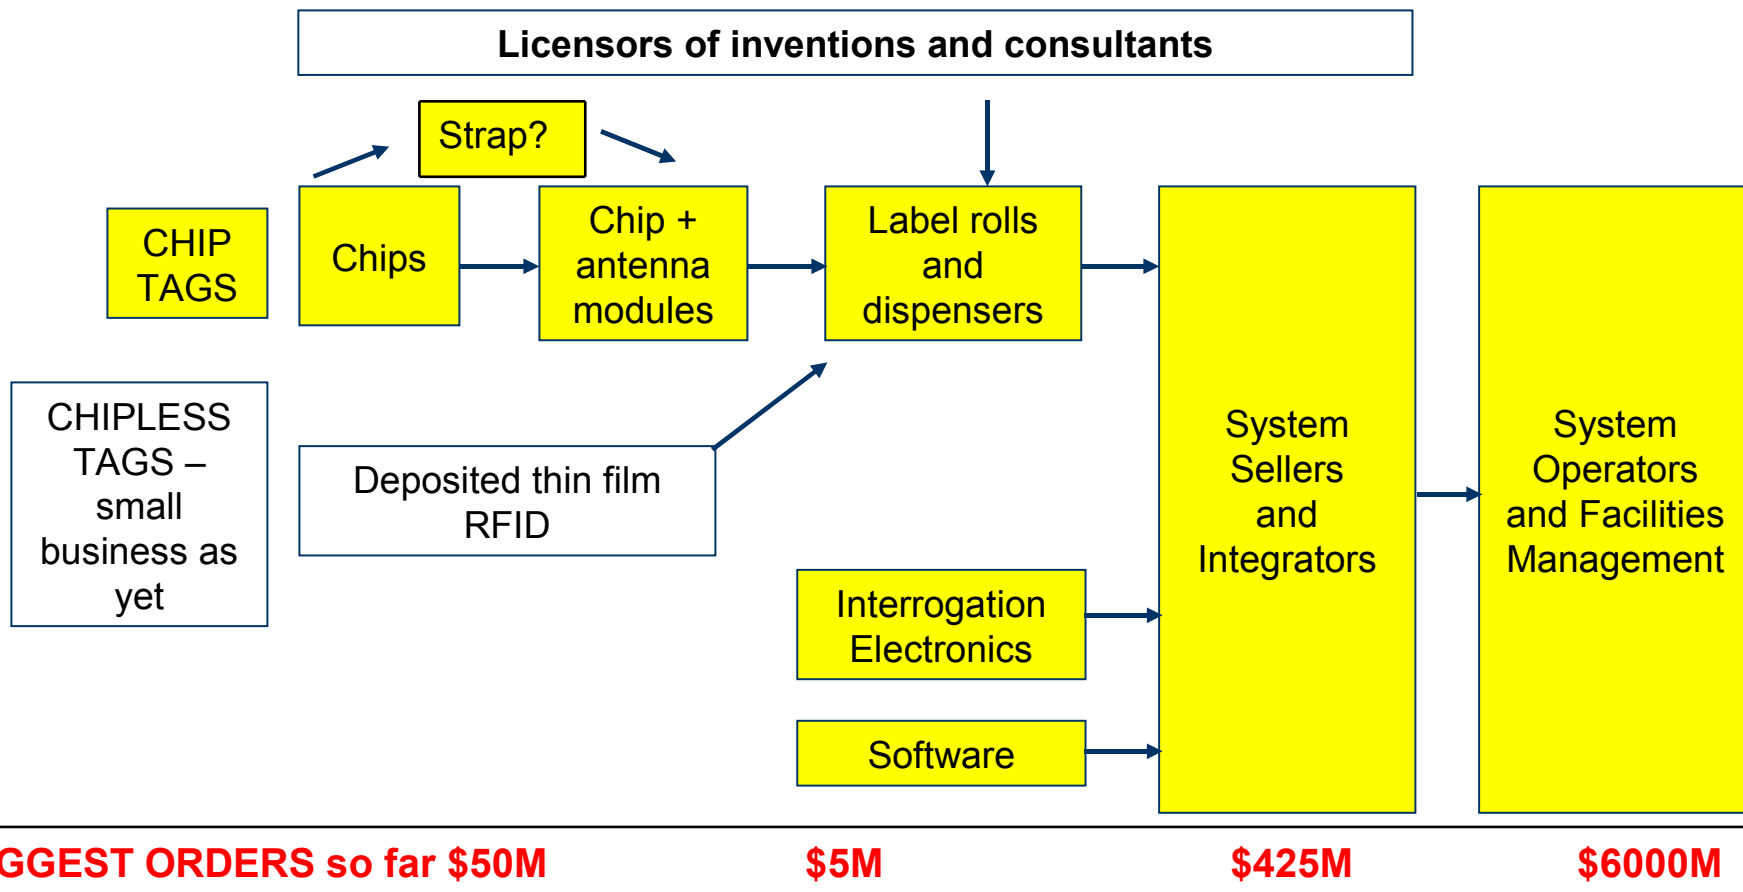 Licensors of inventions and consultants
Strap?
CHIP
TAGS
Chips
Chip +
antenna
modules
Label rolls
and
dispensers
CHIPLESS
TAGS –
small
business as
yet
Deposited thin film
RFID
Interrogation
Electronics
Software
System
Sellers
and
Integrators
System
Operators
and Facilities
Management
GGEST ORDERS so far $50M $5M $425M $6000M